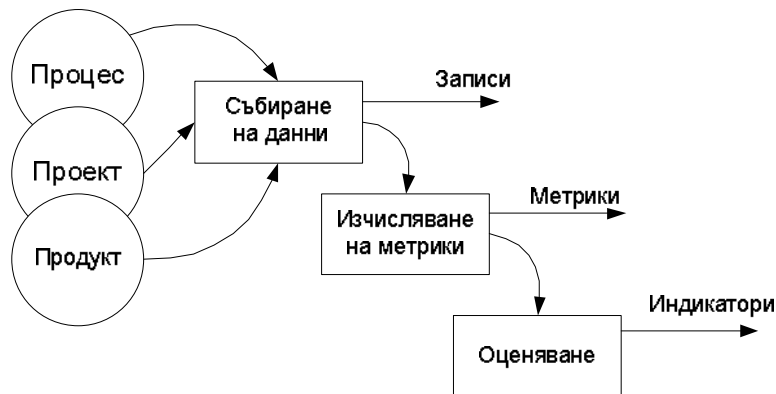 Процес
Проект
Продукт
Събиране
на данни
Записи
Изчисляване
на метрики
Метрики
Оценяване
Индикатори